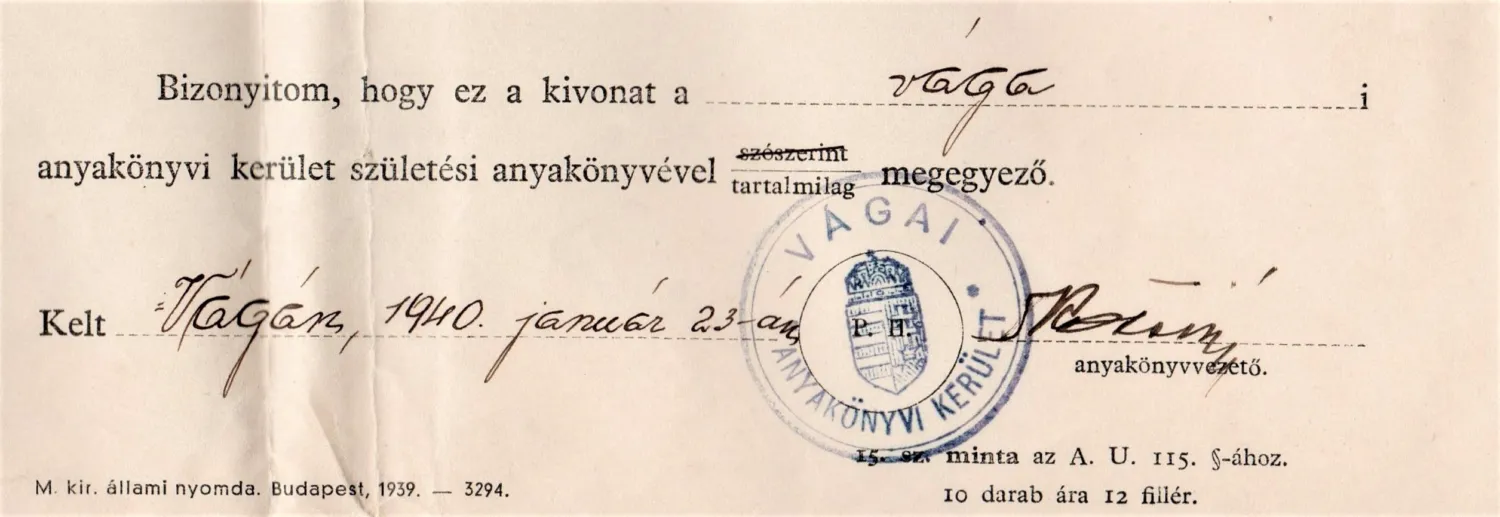 Bizonyitom, hogy ez a kivonat a vága i
anyakönyvi kerület születési anyakönyvével szószerint megegyező.
tartalmilag
Kelt Vágán, 1940. január 23-án
P. H.
anyakönyvvezető.
VÁGAI
ANYAKÖNYVI KERÜLET
15. sz. minta az A. U. 115. §-ához.
M. kir. állami nyomda. Budapest, 1939. — 3294.
10 darab ára 12 fillér.